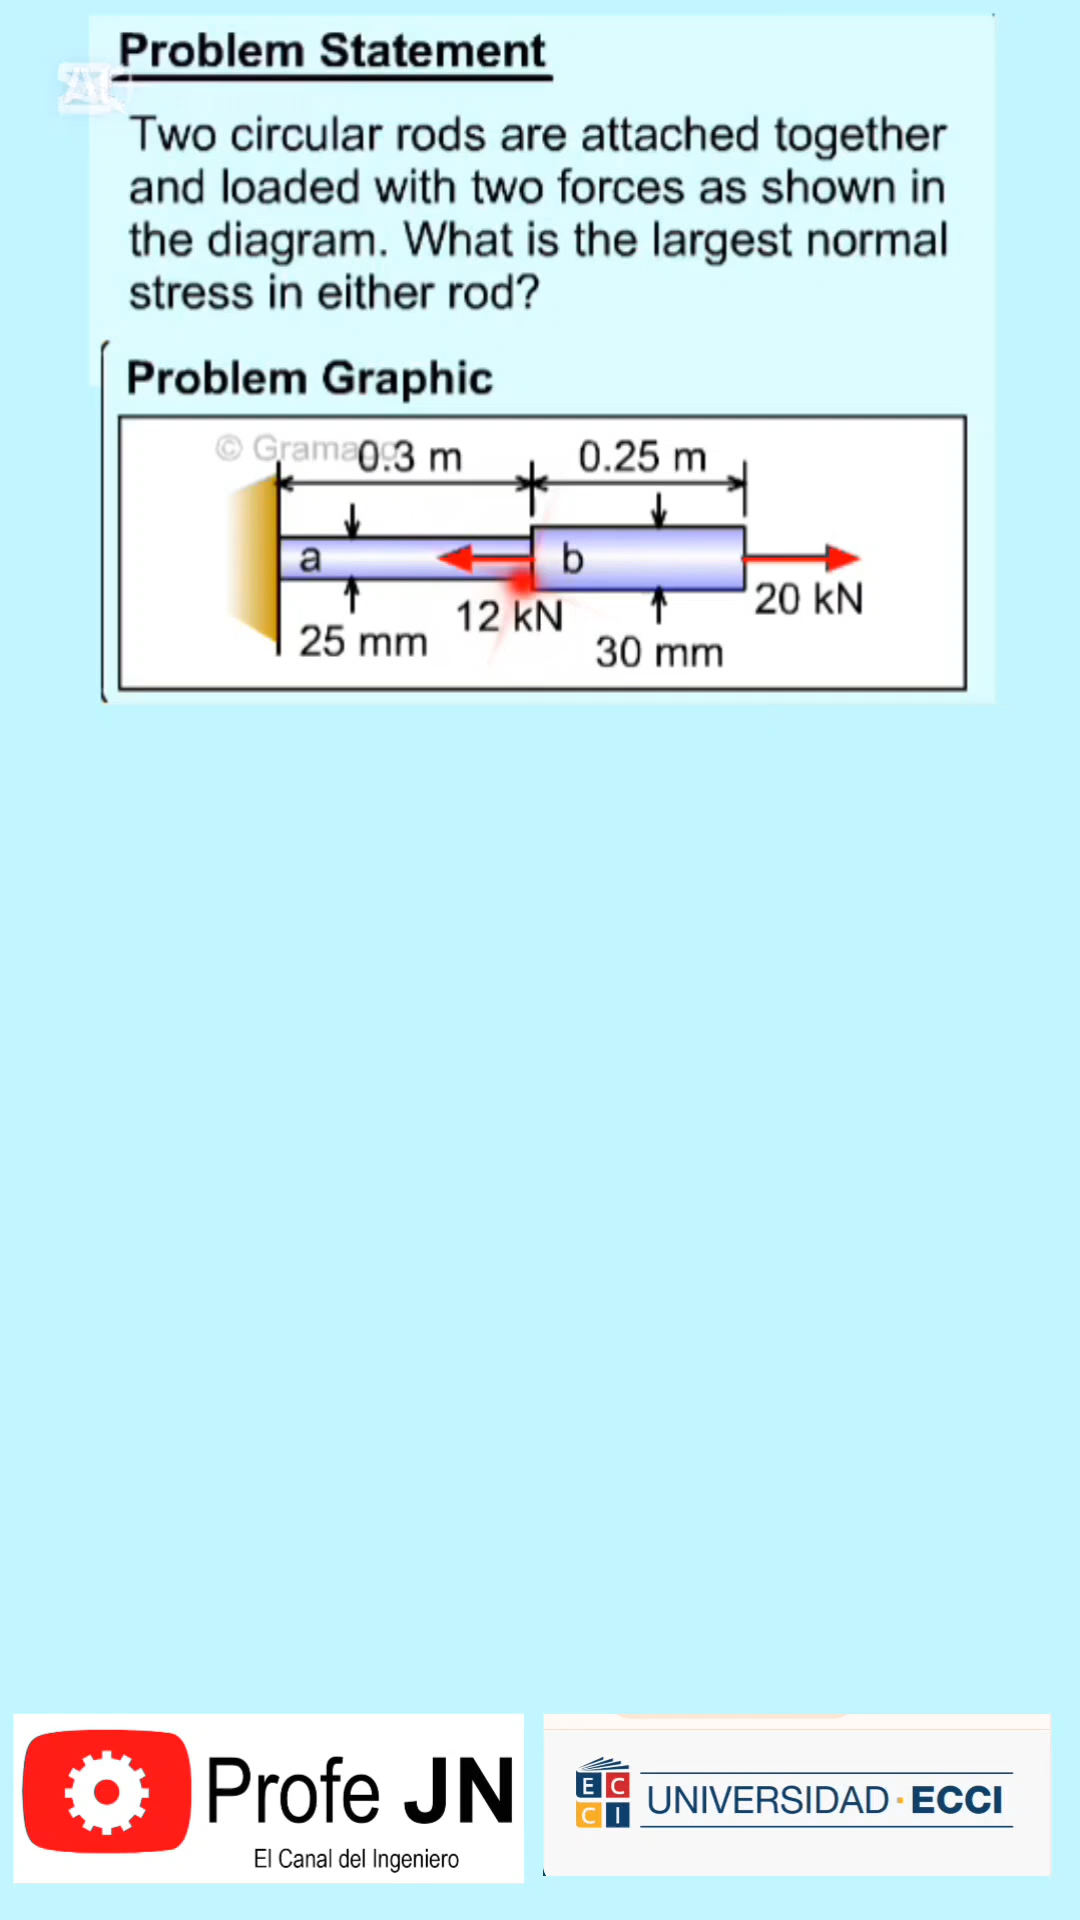 Problem Statement
Two circular rods are attached together
and loaded with two forces as shown in
the diagram. What is the largest normal
stress in either rod?
Problem Graphic
©
0.3 m
0.25 m
a
b
12 kN
20 kN
25 mm
30 mm
Profe JN
El Canal del Ingeniero
E C
C I
UNIVERSIDAD · ECCI